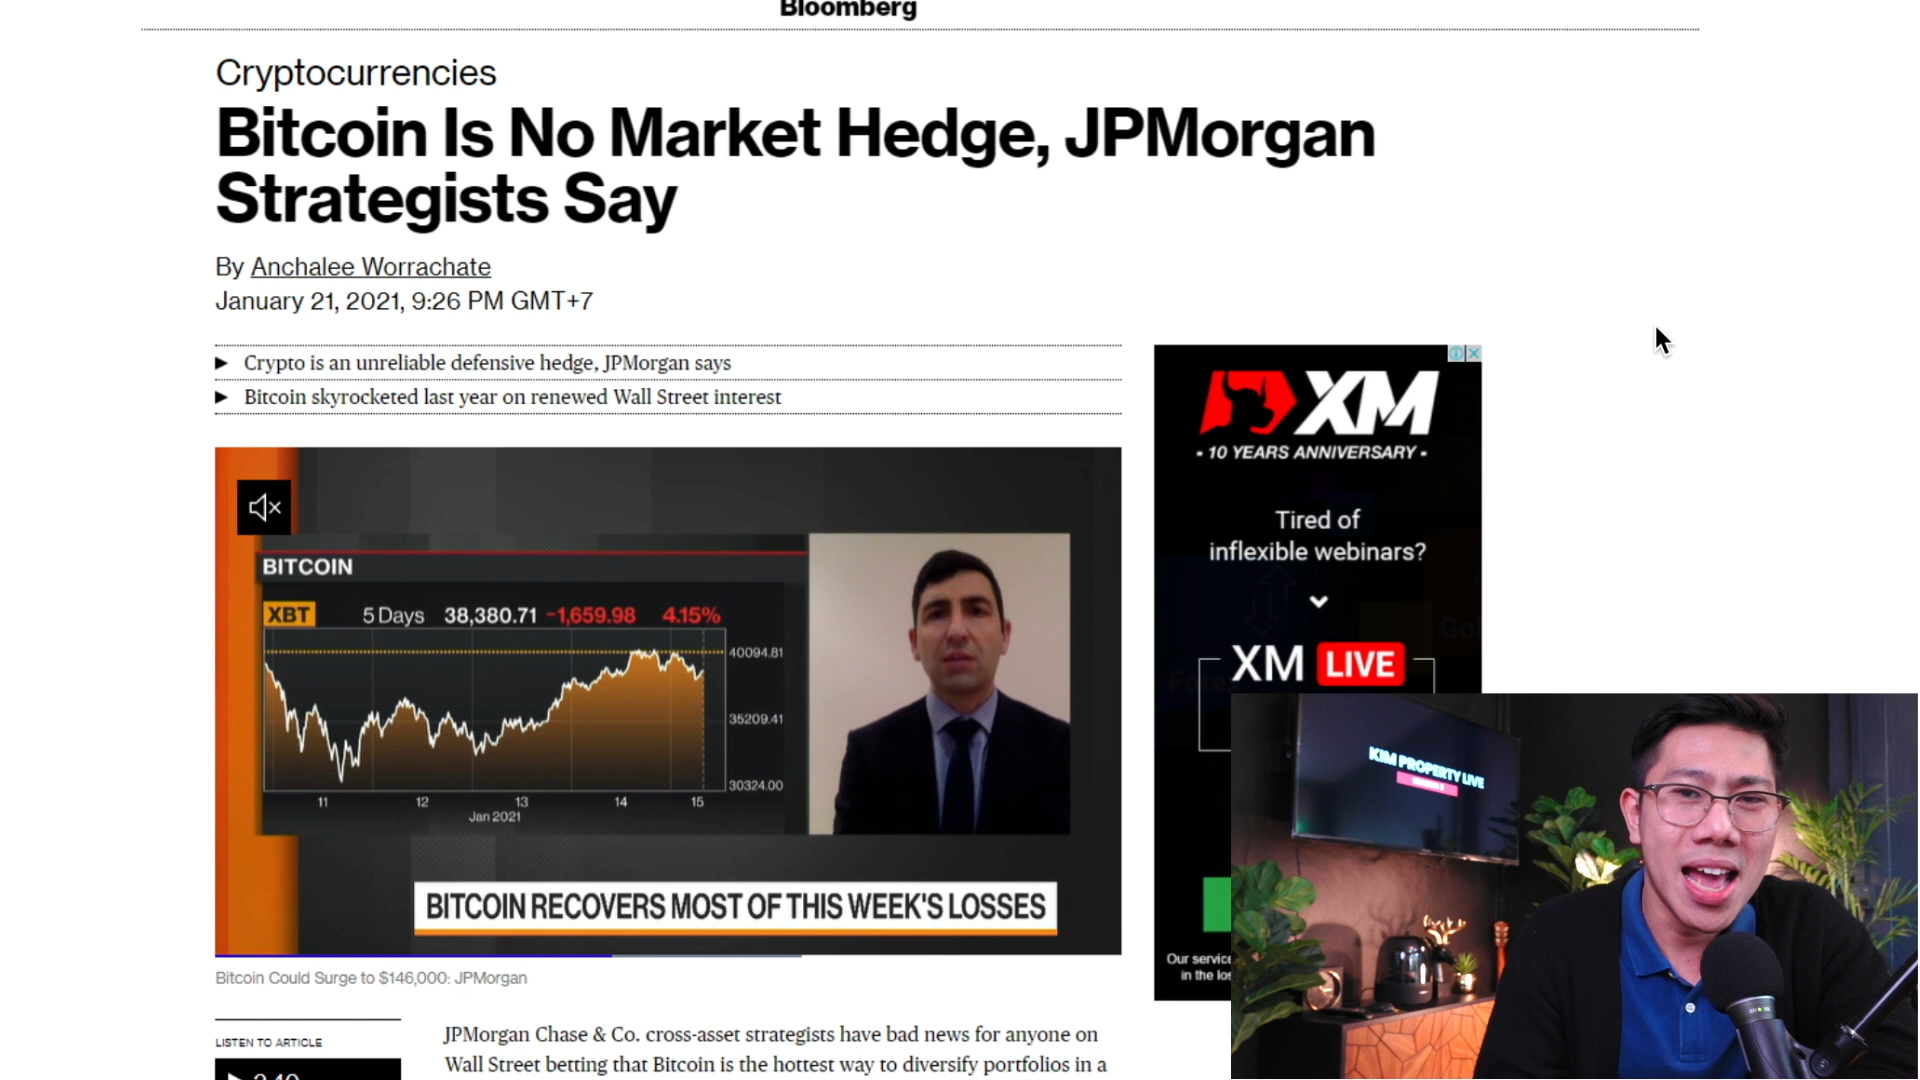 Bloomberg
Cryptocurrencies
Bitcoin Is No Market Hedge, JPMorgan
Strategists Say
By Anchalee Worrachate
January 21, 2021, 9:26 PM GMT+7
Crypto is an unreliable defensive hedge, JPMorgan says
Bitcoin skyrocketed last year on renewed Wall Street interest
BITCOIN
XBT 5 Days 38,380.71 -1,659.98 4.15%
40094.81
35209.41
30324.00
11 12 13 14 15
Jan 2021
BITCOIN RECOVERS MOST OF THIS WEEK'S LOSSES
Bitcoin Could Surge to $146,000: JPMorgan
LISTEN TO ARTICLE
JPMorgan Chase & Co. cross-asset strategists have bad news for anyone on
Wall Street betting that Bitcoin is the hottest way to diversify portfolios in a
XM
- 10 YEARS ANNIVERSARY -
Tired of
inflexible webinars?
XM LIVE
Our service
in the
KIM PROPERTY LIVE